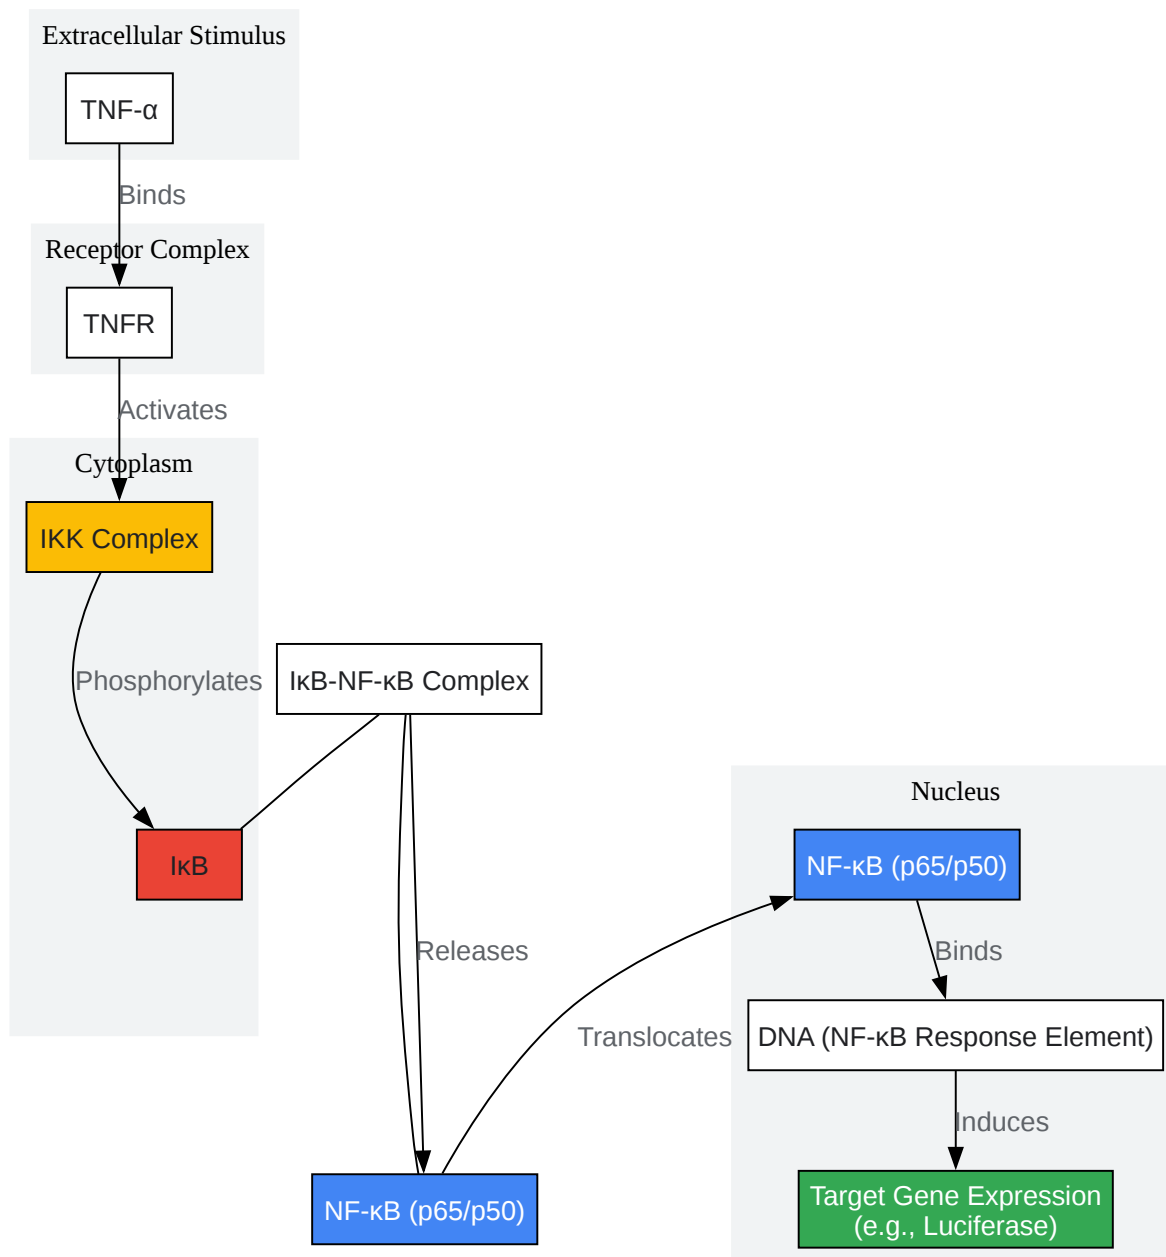 Extracellular Stimulus
TNF-α
Binds
Receptor Complex
TNFR
Activates
Cytoplasm
IKK Complex
Phosphorylates
IκB-NF-κB Complex
IκB
Releases
Translocates
NF-κB (p65/p50)
Nucleus
NF-κB (p65/p50)
Binds
DNA (NF-κB Response Element)
Induces
Target Gene Expression
(e.g., Luciferase)